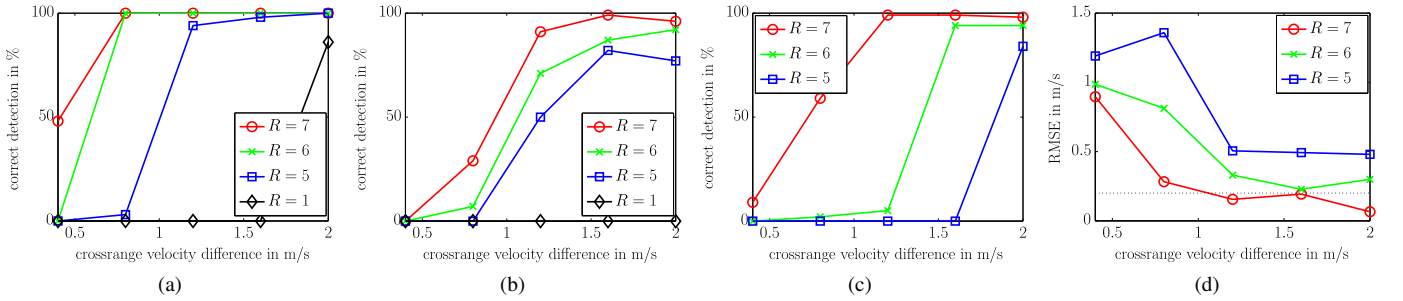 correct detection in %
100
50
0
0.5
1
1.5
2
R = 7
R = 6
R = 5
R = 1
crossrange velocity difference in m/s
(a)
correct detection in %
100
50
0
0.5
1
1.5
2
R = 7
R = 6
R = 5
R = 1
crossrange velocity difference in m/s
(b)
correct detection in %
100
50
0
0.5
1
1.5
2
R = 7
R = 6
R = 5
crossrange velocity difference in m/s
(c)
RMSE in m/s
1.5
1
0.5
0
0.5
1
1.5
2
R = 7
R = 6
R = 5
crossrange velocity difference in m/s
(d)